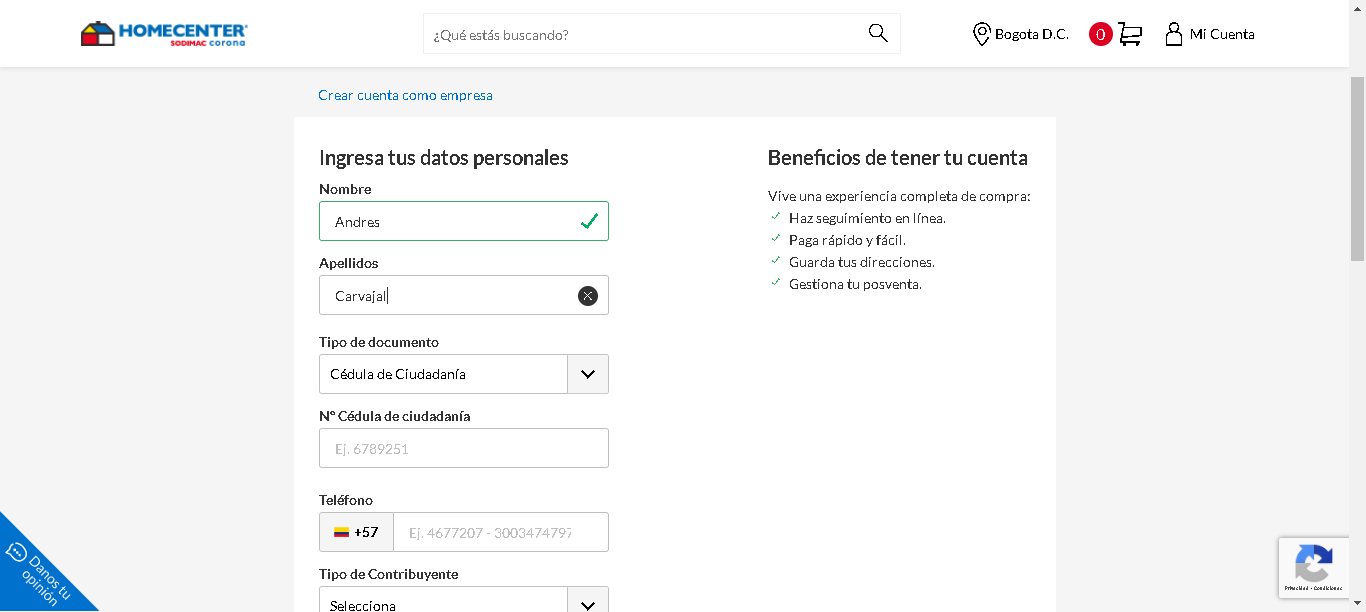 HOMECENTER
SODIMAC corona
¿Qué estás buscando?
Bogota D.C.
0
Mi Cuenta
Crear cuenta como empresa
Ingresa tus datos personales
Nombre
Andres
Apellidos
Carvajal
Tipo de documento
Cédula de Ciudadanía
N° Cédula de ciudadanía
Ej. 6789251
Teléfono
+57
Ej. 4677207 - 3003474797
Tipo de Contribuyente
Selecciona
Beneficios de tener tu cuenta
Vive una experiencia completa de compra:
Haz seguimiento en línea.
Paga rápido y fácil.
Guarda tus direcciones.
Gestiona tu posventa.
Danos tu
opinión
Privacidad - Condiciones